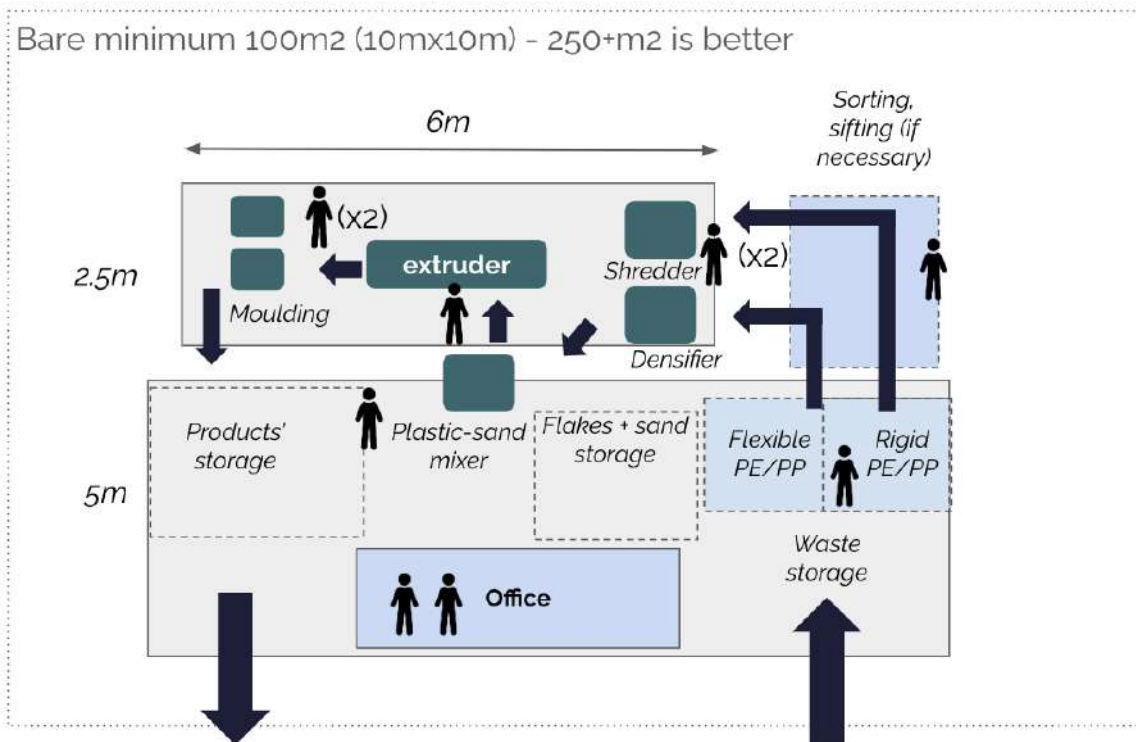 Bare minimum 100m2 (10mx10m) - 250+m2 is better
6m
Sorting,
sifting (if
necessary)
2.5m
(x2)
extruder
Moulding
Shredder
(x2)
Densifier
5m
Products'
storage
Plastic-sand
mixer
Flakes + sand
storage
Flexible
PE/PP
Rigid
PE/PP
Waste
storage
Office